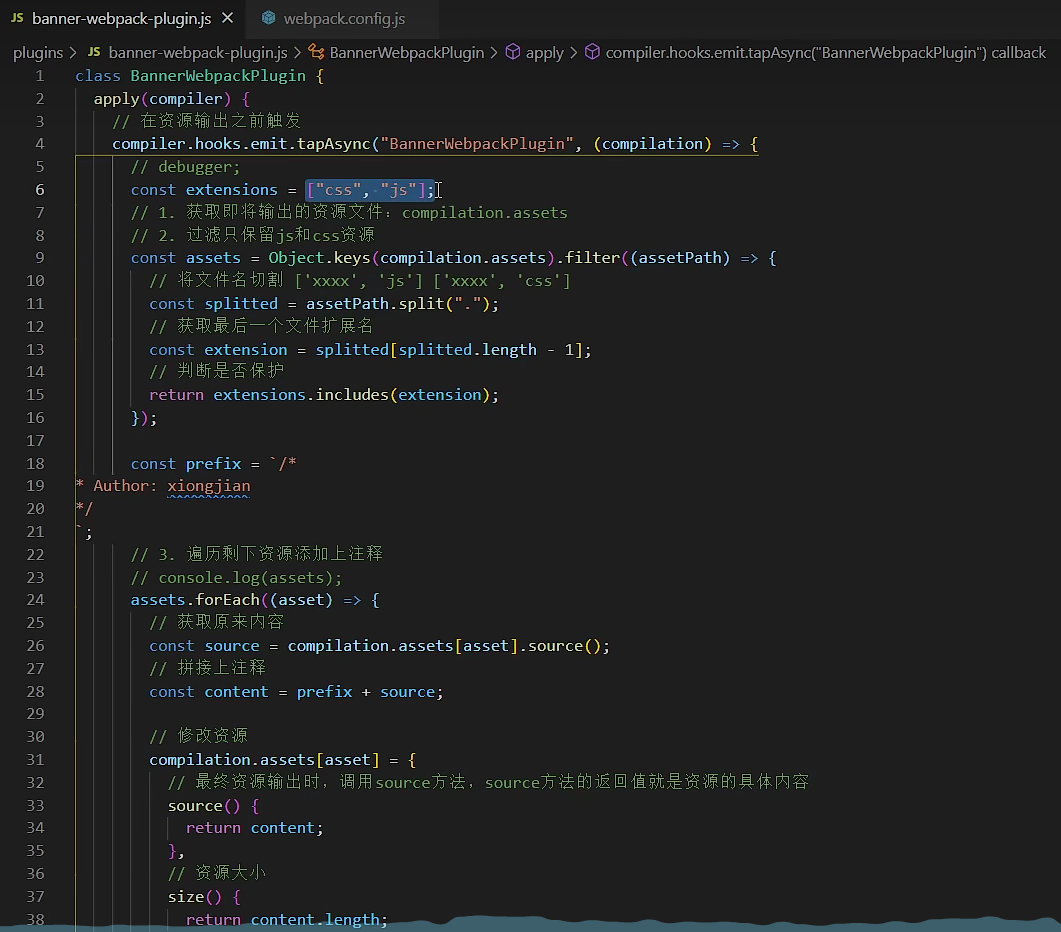 JS banner-webpack-plugin.js × webpack.config.js
plugins > JS banner-webpack-plugin.js > BannerWebpackPlugin > apply > compiler.hooks.emit.tapAsync("BannerWebpackPlugin") callback
1 class BannerWebpackPlugin {
2 apply(compiler) {
3 // 在资源输出之前触发
4 compiler.hooks.emit.tapAsync("BannerWebpackPlugin", (compilation) => {
5 // debugger;
6 const extensions = ["css", "js"];
7 // 1. 获取即将输出的资源文件：compilation.assets
8 // 2. 过滤只保留js和css资源
9 const assets = Object.keys(compilation.assets).filter((assetPath) => {
10 // 将文件名切割 ['xxxx', 'js'] ['xxxx', 'css']
11 const splitted = assetPath.split(".");
12 // 获取最后一个文件扩展名
13 const extension = splitted[splitted.length - 1];
14 // 判断是否保护
15 return extensions.includes(extension);
16 });
17
18 const prefix = `/*
19 * Author: xiongjian
20 */
21 `;
22 // 3. 遍历剩下资源添加上注释
23 // console.log(assets);
24 assets.forEach((asset) => {
25 // 获取原来内容
26 const source = compilation.assets[asset].source();
27 // 拼接上注释
28 const content = prefix + source;
29
30 // 修改资源
31 compilation.assets[asset] = {
32 // 最终资源输出时，调用source方法，source方法的返回值就是资源的具体内容
33 source() {
34 return content;
35 },
36 // 资源大小
37 size() {
38 return content.length;